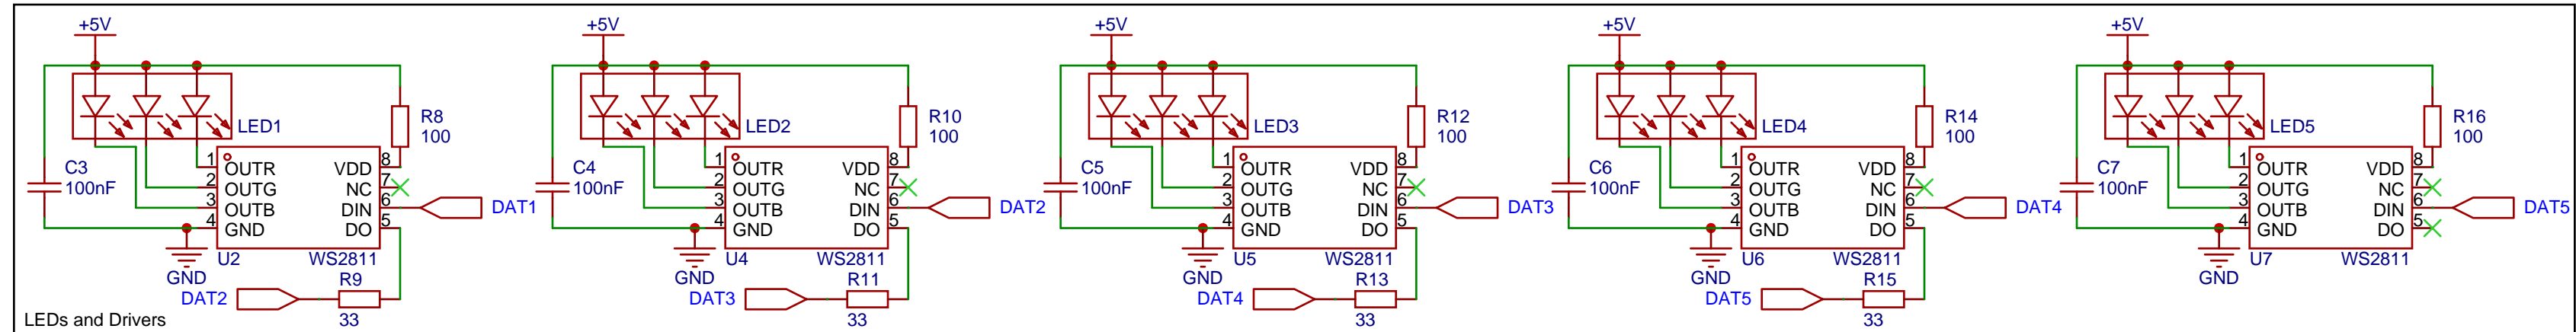 +5V
LED1
R8
100
C3
100nF
1 OUTR VDD 8
2 OUTG NC 7
3 OUTB DIN 6
4 GND DO 5
DAT1
U2 WS2811
GND
DAT2
R9
33
+5V
LED2
R10
100
C4
100nF
1 OUTR VDD 8
2 OUTG NC 7
3 OUTB DIN 6
4 GND DO 5
DAT2
U4 WS2811
GND
DAT3
R11
33
+5V
LED3
R12
100
C5
100nF
1 OUTR VDD 8
2 OUTG NC 7
3 OUTB DIN 6
4 GND DO 5
DAT3
U5 WS2811
GND
DAT4
R13
33
+5V
LED4
R14
100
C6
100nF
1 OUTR VDD 8
2 OUTG NC 7
3 OUTB DIN 6
4 GND DO 5
DAT4
U6 WS2811
GND
DAT5
R15
33
+5V
LED5
R16
100
C7
100nF
1 OUTR VDD 8
2 OUTG NC 7
3 OUTB DIN 6
4 GND DO 5
DAT5
U7 WS2811
GND
LEDs and Drivers